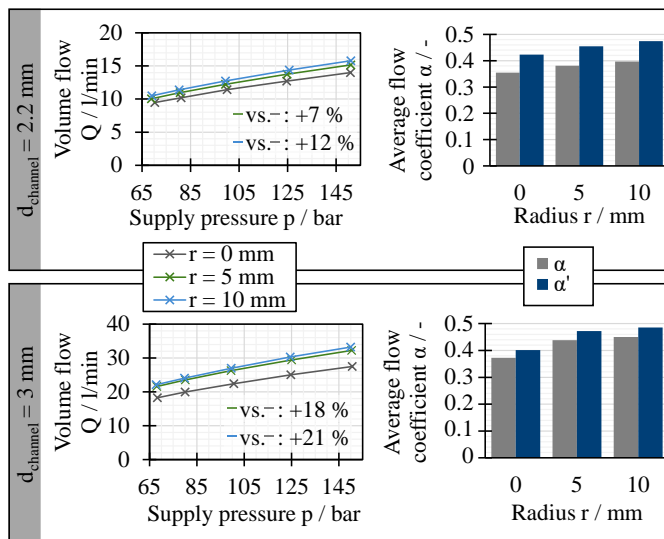 d_channel = 2.2 mm
Volume flow
Q / l/min
20
15
10
5
0
vs.–: +7 %
vs.–: +12 %
65 85 105 125 145
Supply pressure p / bar
Average flow
coefficient α / -
0.5
0.4
0.3
0.2
0.1
0
0 5 10
Radius r / mm
r = 0 mm
r = 5 mm
r = 10 mm
α
α'
d_channel = 3 mm
Volume flow
Q / l/min
40
30
20
10
0
vs.–: +18 %
vs.–: +21 %
65 85 105 125 145
Supply pressure p / bar
Average flow
coefficient α / -
0.5
0.4
0.3
0.2
0.1
0
0 5 10
Radius r / mm